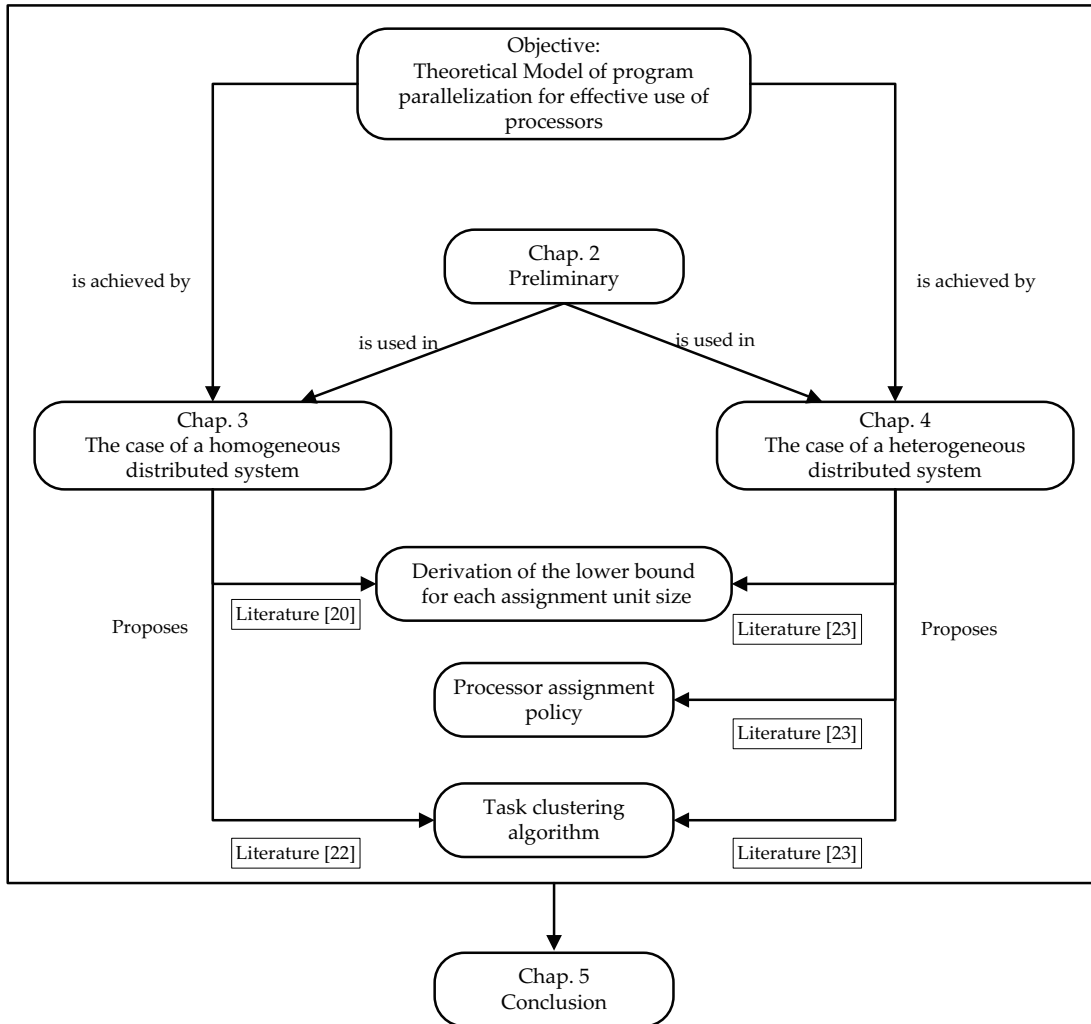 Objective:
Theoretical Model of program
parallelization for effective use of
processors
Chap. 2
Preliminary
is achieved by
is achieved by
is used in
is used in
Chap. 3
The case of a homogeneous
distributed system
Chap. 4
The case of a heterogeneous
distributed system
Derivation of the lower bound
for each assignment unit size
Proposes
Literature [20]
Literature [23]
Proposes
Processor assignment
policy
Literature [23]
Task clustering
algorithm
Literature [22]
Literature [23]
Chap. 5
Conclusion